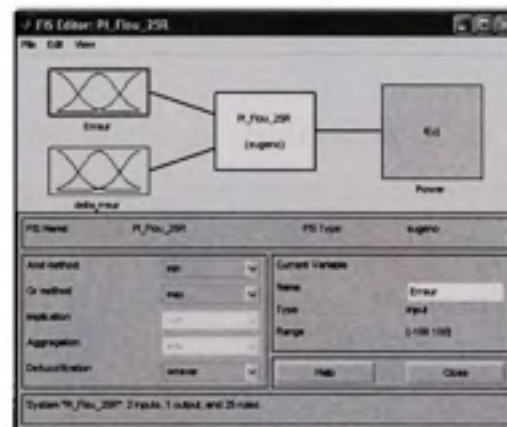 FIS Editor: PI_Flou_25R
File Edit View
Erreur
PI_Flou_25R
(sugeno)
f(u)
Power
FIS Name: PI_Flou_25R FIS Type: sugeno
And method min
Or method max
Implication
Aggregation
Defuzzification wtaver
Current Variable
Name Erreur
Type input
Range [-100 100]
Help Close
System "PI_Flou_25R": 2 inputs, 1 output, and 25 rules